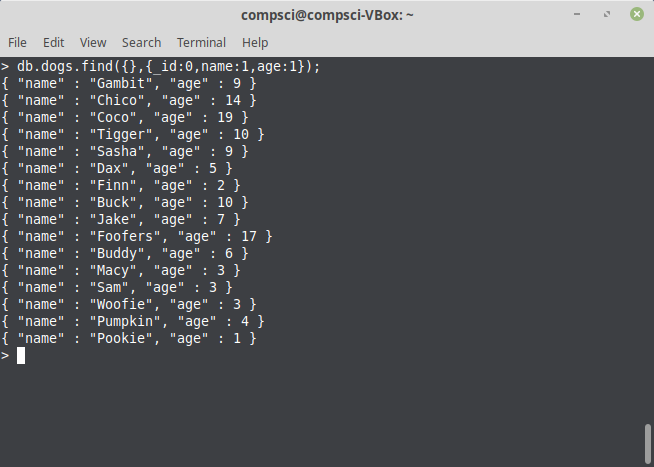 compsci@compsci-VBox: ~
File Edit View Search Terminal Help
> db.dogs.find({},{_id:0,name:1,age:1});
{ "name" : "Gambit", "age" : 9 }
{ "name" : "Chico", "age" : 14 }
{ "name" : "Coco", "age" : 19 }
{ "name" : "Tigger", "age" : 10 }
{ "name" : "Sasha", "age" : 9 }
{ "name" : "Dax", "age" : 5 }
{ "name" : "Finn", "age" : 2 }
{ "name" : "Buck", "age" : 10 }
{ "name" : "Jake", "age" : 7 }
{ "name" : "Foofers", "age" : 17 }
{ "name" : "Buddy", "age" : 6 }
{ "name" : "Macy", "age" : 3 }
{ "name" : "Sam", "age" : 3 }
{ "name" : "Woofie", "age" : 3 }
{ "name" : "Pumpkin", "age" : 4 }
{ "name" : "Pookie", "age" : 1 }
>